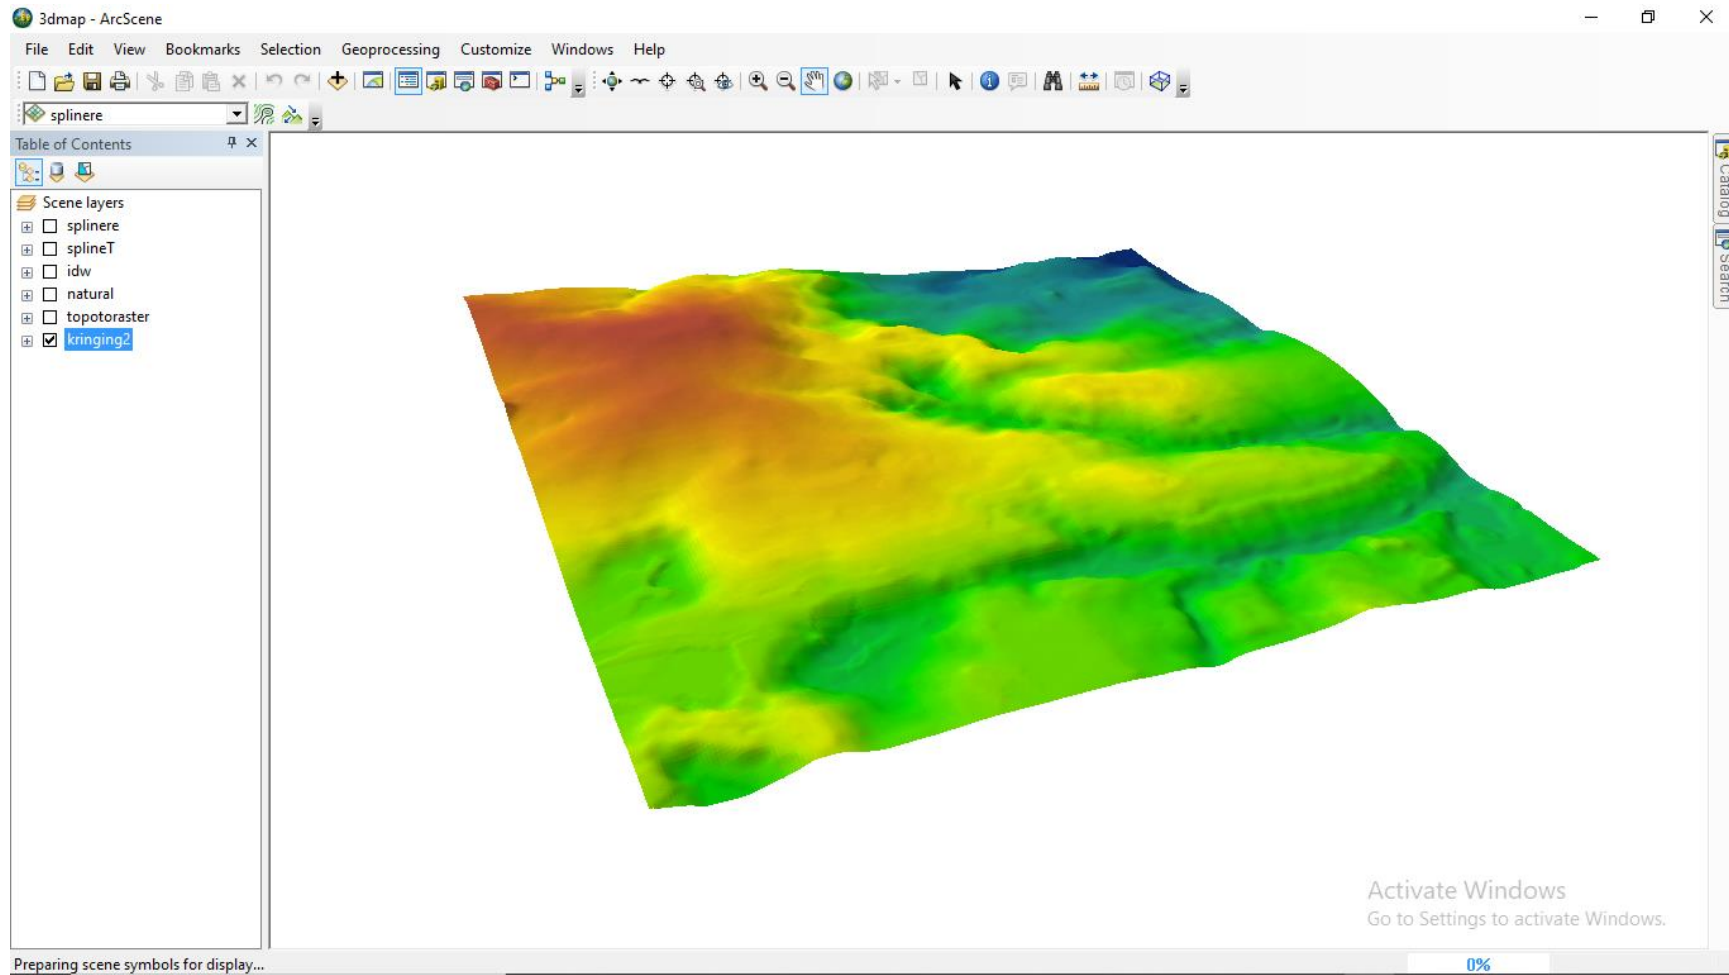 3dmap - ArcScene
File Edit View Bookmarks Selection Geoprocessing Customize Windows Help
splinere
Table of Contents
Scene layers
splinere
splineT
idw
natural
topotoraster
kringing2
Catalog
Search
Activate Windows
Go to Settings to activate Windows.
Preparing scene symbols for display...
0%